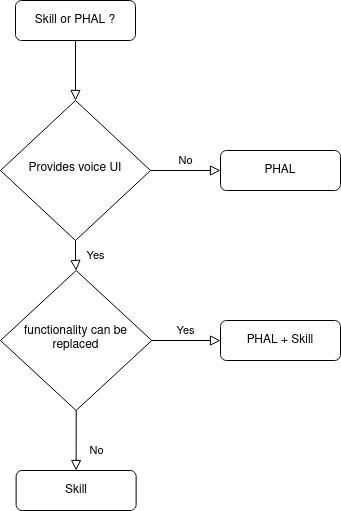 Skill or PHAL ?
Provides voice UI
No
PHAL
Yes
functionality can be
replaced
Yes
PHAL + Skill
No
Skill